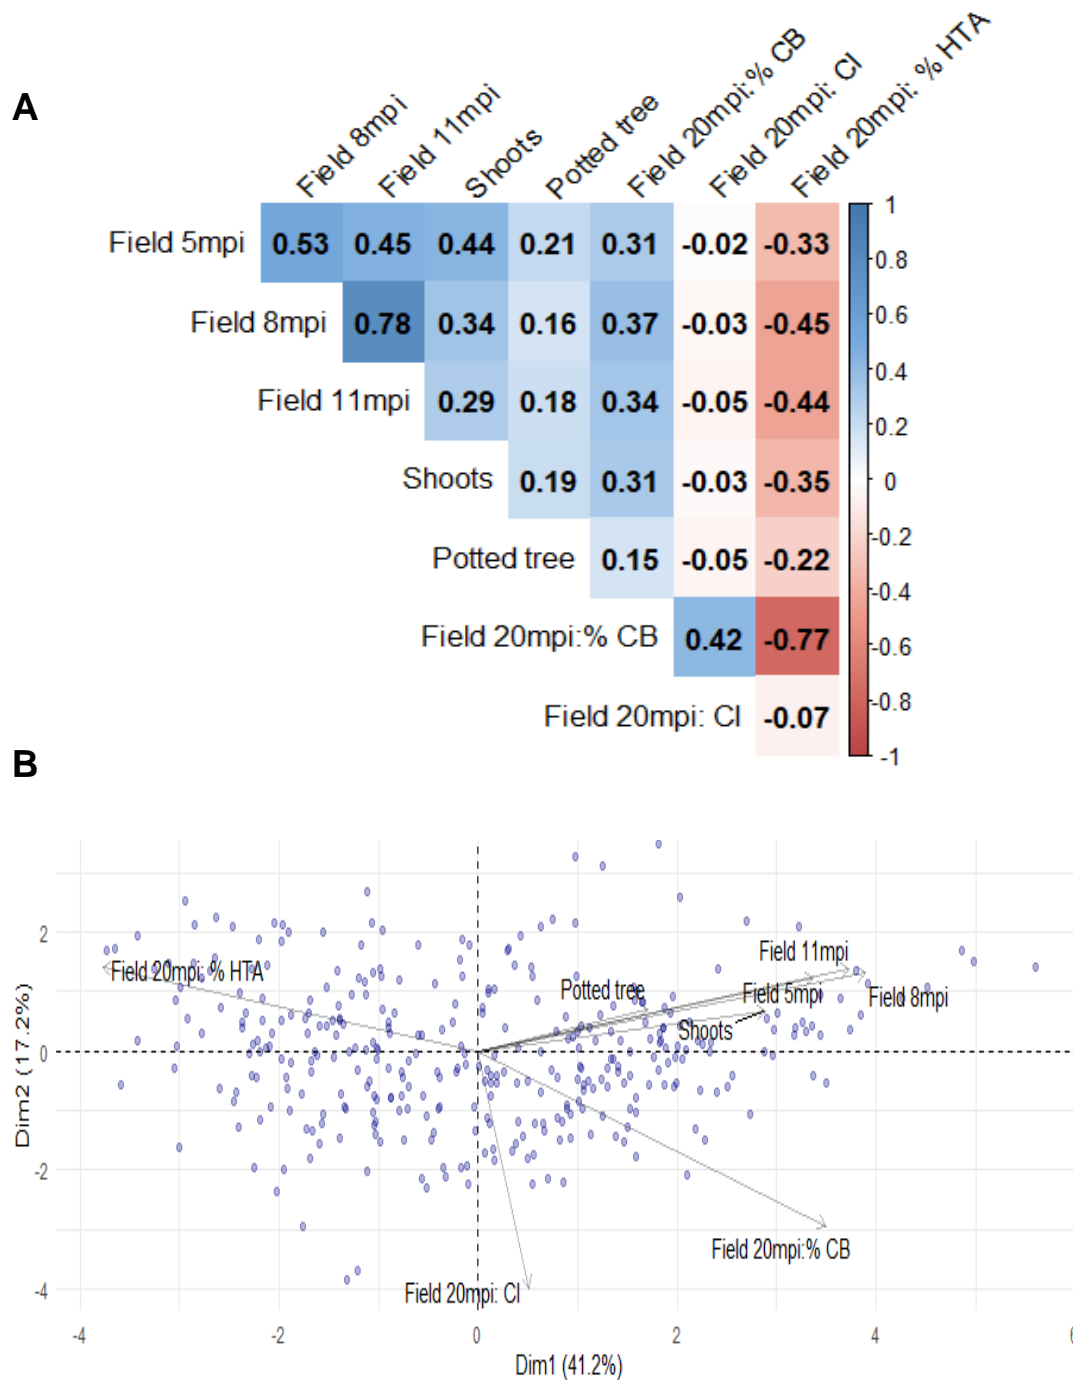 A
Field 8mpi
Field 11mpi
Shoots
Potted tree
Field 20mpi:% CB
Field 20mpi: CI
Field 20mpi: % HTA
Field 5mpi 0.53 0.45 0.44 0.21 0.31 -0.02 -0.33
Field 8mpi 0.78 0.34 0.16 0.37 -0.03 -0.45
Field 11mpi 0.29 0.18 0.34 -0.05 -0.44
Shoots 0.19 0.31 -0.03 -0.35
Potted tree 0.15 -0.05 -0.22
Field 20mpi:% CB 0.42 -0.77
Field 20mpi: CI -0.07
1
0.8
0.6
0.4
0.2
0
-0.2
-0.4
-0.6
-0.8
-1
B
Dim2 (17.2%)
2
0
-2
-4
Field 11mpi
Field 20mpi: % HTA
Potted tree
Field 5mpi
Field 8mpi
Shoots
Field 20mpi:% CB
Field 20mpi: CI
-4 -2 0 2 4 6
Dim1 (41.2%)